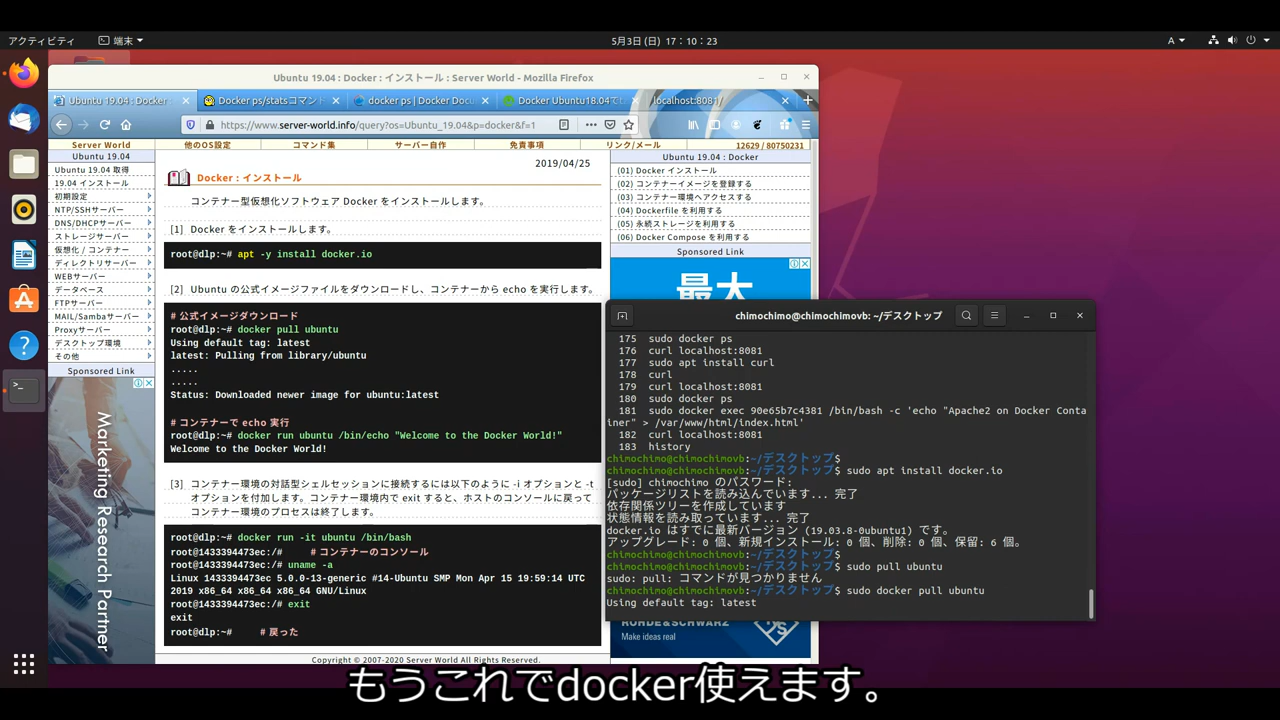 アクティビティ
端末
5月3日 (日) 17：10：23
A
Ubuntu 19.04 : Docker : インストール : Server World - Mozilla Firefox
Ubuntu 19.04 : Docker
Docker ps/statsコマント
docker ps | Docker Docu
Docker Ubuntu18.04でt
localhost:8081/
https://www.server-world.info/query?os=Ubuntu_19.04&p=docker&f=1
Server World
他のOS設定
コマンド集
サーバー自作
免責事項
リンク/メール
12629 / 80750231
Ubuntu 19.04
Ubuntu 19.04 取得
19.04 インストール
初期設定
NTP/SSHサーバー
DNS/DHCPサーバー
ストレージサーバー
仮想化 / コンテナー
ディレクトリサーバー
WEBサーバー
データベース
FTPサーバー
MAIL/Sambaサーバー
Proxyサーバー
デスクトップ環境
その他
Sponsored Link
Marketing Research Partner
2019/04/25
Docker : インストール
コンテナー型仮想化ソフトウェア Docker をインストールします。
[1] Docker をインストールします。
root@dlp:~# apt -y install docker.io
[2] Ubuntu の公式イメージファイルをダウンロードし、コンテナーから echo を実行します。
# 公式イメージダウンロード
root@dlp:~# docker pull ubuntu
Using default tag: latest
latest: Pulling from library/ubuntu
.....
.....
Status: Downloaded newer image for ubuntu:latest
# コンテナーで echo 実行
root@dlp:~# docker run ubuntu /bin/echo "Welcome to the Docker World!"
Welcome to the Docker World!
[3] コンテナー環境の対話型シェルセッションに接続するには以下のように -i オプションと -t
オプションを付加します。コンテナー環境内で exit すると、ホストのコンソールに戻って
コンテナー環境のプロセスは終了します。
root@dlp:~# docker run -it ubuntu /bin/bash
root@1433394473ec:/# # コンテナーのコンソール
root@1433394473ec:/# uname -a
Linux 1433394473ec 5.0.0-13-generic #14-Ubuntu SMP Mon Apr 15 19:59:14 UTC
2019 x86_64 x86_64 x86_64 GNU/Linux
root@1433394473ec:/# exit
exit
root@dlp:~# # 戻った
Copyright © 2007-2020 Server World All Rights Reserved.
Ubuntu 19.04 : Docker
(01) Docker インストール
(02) コンテナーイメージを登録する
(03) コンテナー環境へアクセスする
(04) Dockerfile を利用する
(05) 永続ストレージを利用する
(06) Docker Compose を利用する
Sponsored Link
最大
ROHDE&SCHWARZ
Make ideas real
chimochimo@chimochimovb: ~/デスクトップ
175 sudo docker ps
176 curl localhost:8081
177 sudo apt install curl
178 curl
179 curl localhost:8081
180 sudo docker ps
181 sudo docker exec 90e65b7c4381 /bin/bash -c 'echo "Apache2 on Docker Conta
iner" > /var/www/html/index.html'
182 curl localhost:8081
183 history
chimochimo@chimochimovb:~/デスクトップ$
chimochimo@chimochimovb:~/デスクトップ$ sudo apt install docker.io
[sudo] chimochimo のパスワード:
パッケージリストを読み込んでいます... 完了
依存関係ツリーを作成しています
状態情報を読み取っています... 完了
docker.io はすでに最新バージョン (19.03.8-0ubuntu1) です。
アップグレード: 0 個、新規インストール: 0 個、削除: 0 個、保留: 6 個。
chimochimo@chimochimovb:~/デスクトップ$
chimochimo@chimochimovb:~/デスクトップ$ sudo pull ubuntu
sudo: pull: コマンドが見つかりません
chimochimo@chimochimovb:~/デスクトップ$ sudo docker pull ubuntu
Using default tag: latest
もうこれでdocker使えます。